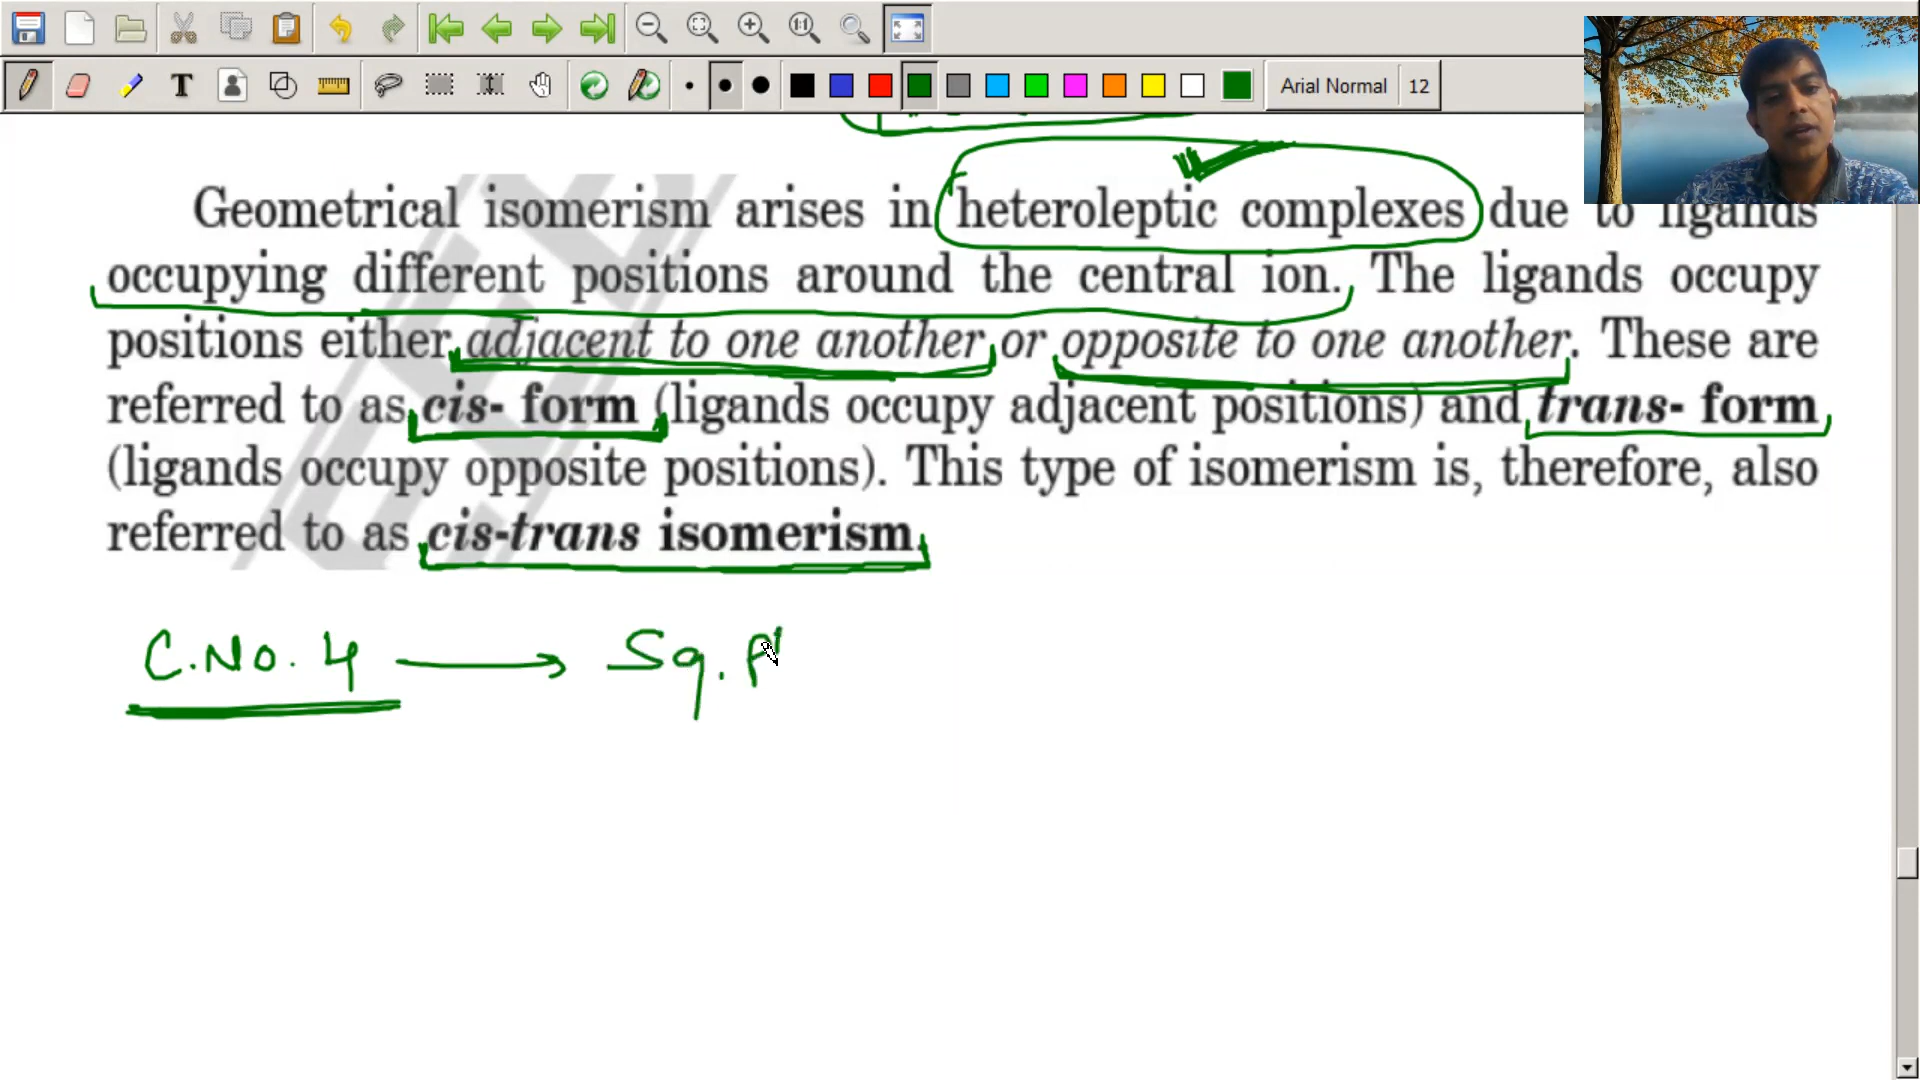 Arial Normal 12
Geometrical isomerism arises in heteroleptic complexes due to ligands
occupying different positions around the central ion. The ligands occupy
positions either adjacent to one another or opposite to one another. These are
referred to as cis- form (ligands occupy adjacent positions) and trans- form
(ligands occupy opposite positions). This type of isomerism is, therefore, also
referred to as cis-trans isomerism.
C.No. 4 → Sq. Pl